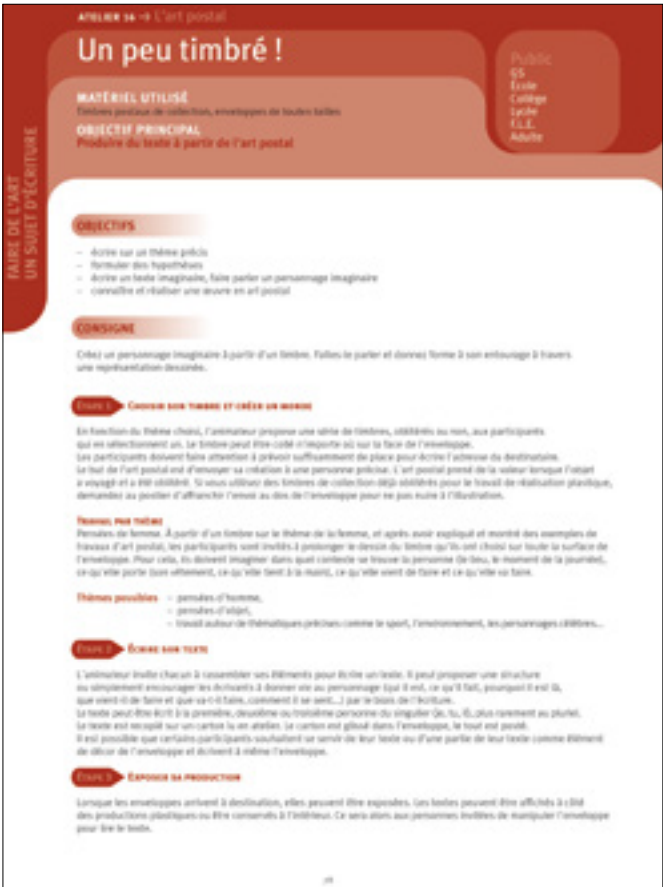 ATELIER 16 → L'art postal
Un peu timbré !
Public
GS
École
Collège
Lycée
F.L.E.
Adulte
MATÉRIEL UTILISÉ
Timbres postaux de collection, enveloppes de toutes tailles
OBJECTIF PRINCIPAL
Produire du texte à partir de l'art postal
FAIRE DE L'ART
UN SUJET D'ÉCRITURE
OBJECTIFS
– écrire sur un thème précis
– formuler des hypothèses
– écrire un texte imaginaire, faire parler un personnage imaginaire
– connaître et réaliser une œuvre en art postal
CONSIGNE
Créez un personnage imaginaire à partir d'un timbre. Faites-le parler et donnez forme à son entourage à travers
une représentation dessinée.
ÉTAPE 1 CHOISIR SON TIMBRE ET CRÉER UN MONDE
En fonction du thème choisi, l'animateur propose une série de timbres, oblitérés ou non, aux participants
qui en sélectionnent un. Le timbre peut être collé n'importe où sur la face de l'enveloppe.
Les participants doivent faire attention à prévoir suffisamment de place pour écrire l'adresse du destinataire.
Le but de l'art postal est d'envoyer sa création à une personne précise. L'art postal prend de la valeur lorsque l'objet
a voyagé et a été oblitéré. Si vous utilisez des timbres de collection déjà oblitérés pour le travail de réalisation plastique,
demandez au postier d'affranchir l'envoi au dos de l'enveloppe pour ne pas nuire à l'illustration.
TRAVAIL PAR THÈME
Pensées de femme. À partir d'un timbre sur le thème de la femme, et après avoir expliqué et montré des exemples de
travaux d'art postal, les participants sont invités à prolonger le dessin du timbre qu'ils ont choisi sur toute la surface de
l'enveloppe. Pour cela, ils doivent imaginer dans quel contexte se trouve la personne (le lieu, le moment de la journée),
ce qu'elle porte (son vêtement, ce qu'elle tient à la main), ce qu'elle vient de faire et ce qu'elle va faire.
Thèmes possibles – pensées d'homme,
– pensées d'objet,
– travail autour de thématiques précises comme le sport, l'environnement, les personnages célèbres...
ÉTAPE 2 ÉCRIRE SON TEXTE
L'animateur invite chacun à rassembler ses éléments pour écrire un texte. Il peut proposer une structure
ou simplement encourager les écrivants à donner vie au personnage (qui il est, ce qu'il fait, pourquoi il est là,
que vient-il de faire et que va-t-il faire, comment il se sent...) par le biais de l'écriture.
Le texte peut être écrit à la première, deuxième ou troisième personne du singulier (je, tu, il), plus rarement au pluriel.
Le texte est recopié sur un carton lu en atelier. Le carton est glissé dans l'enveloppe, le tout est posté.
Il est possible que certains participants souhaitent se servir de leur texte ou d'une partie de leur texte comme élément
de décor de l'enveloppe et écrivent à même l'enveloppe.
ÉTAPE 3 EXPOSER SA PRODUCTION
Lorsque les enveloppes arrivent à destination, elles peuvent être exposées. Les textes peuvent être affichés à côté
des productions plastiques ou être conservés à l'intérieur. Ce sera alors aux personnes invitées de manipuler l'enveloppe
pour lire le texte.